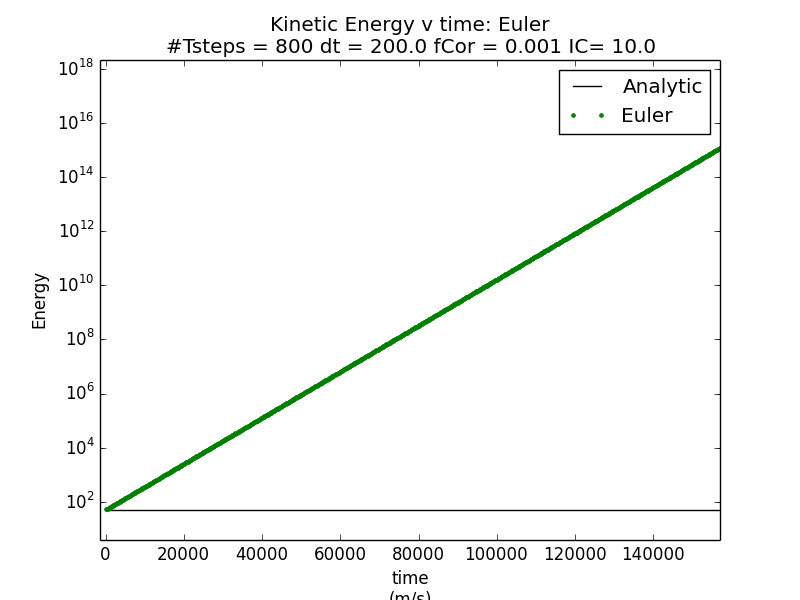 Kinetic Energy v time: Euler
#Tsteps = 800 dt = 200.0 fCor = 0.001 IC= 10.0
Analytic
Euler
10^18
10^16
10^14
10^12
10^10
10^8
10^6
10^4
10^2
Energy
0 20000 40000 60000 80000 100000 120000 140000
time
(m/s)